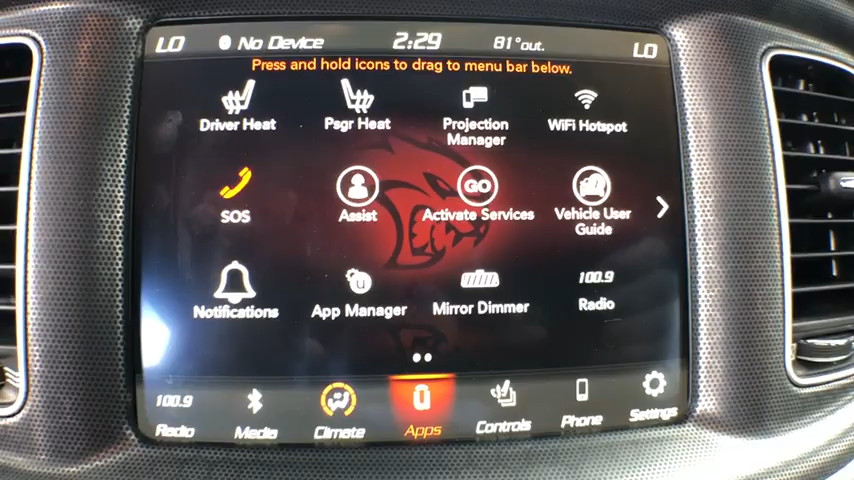 LO No Device 2:29 81°out. LO
Press and hold icons to drag to menu bar below.
Driver Heat Psgr Heat Projection Manager WiFi Hotspot
SOS Assist GO Activate Services Vehicle User Guide
Notifications u App Manager Mirror Dimmer 100.9 Radio
100.9
Radio Media Climate Apps Controls Phone Settings